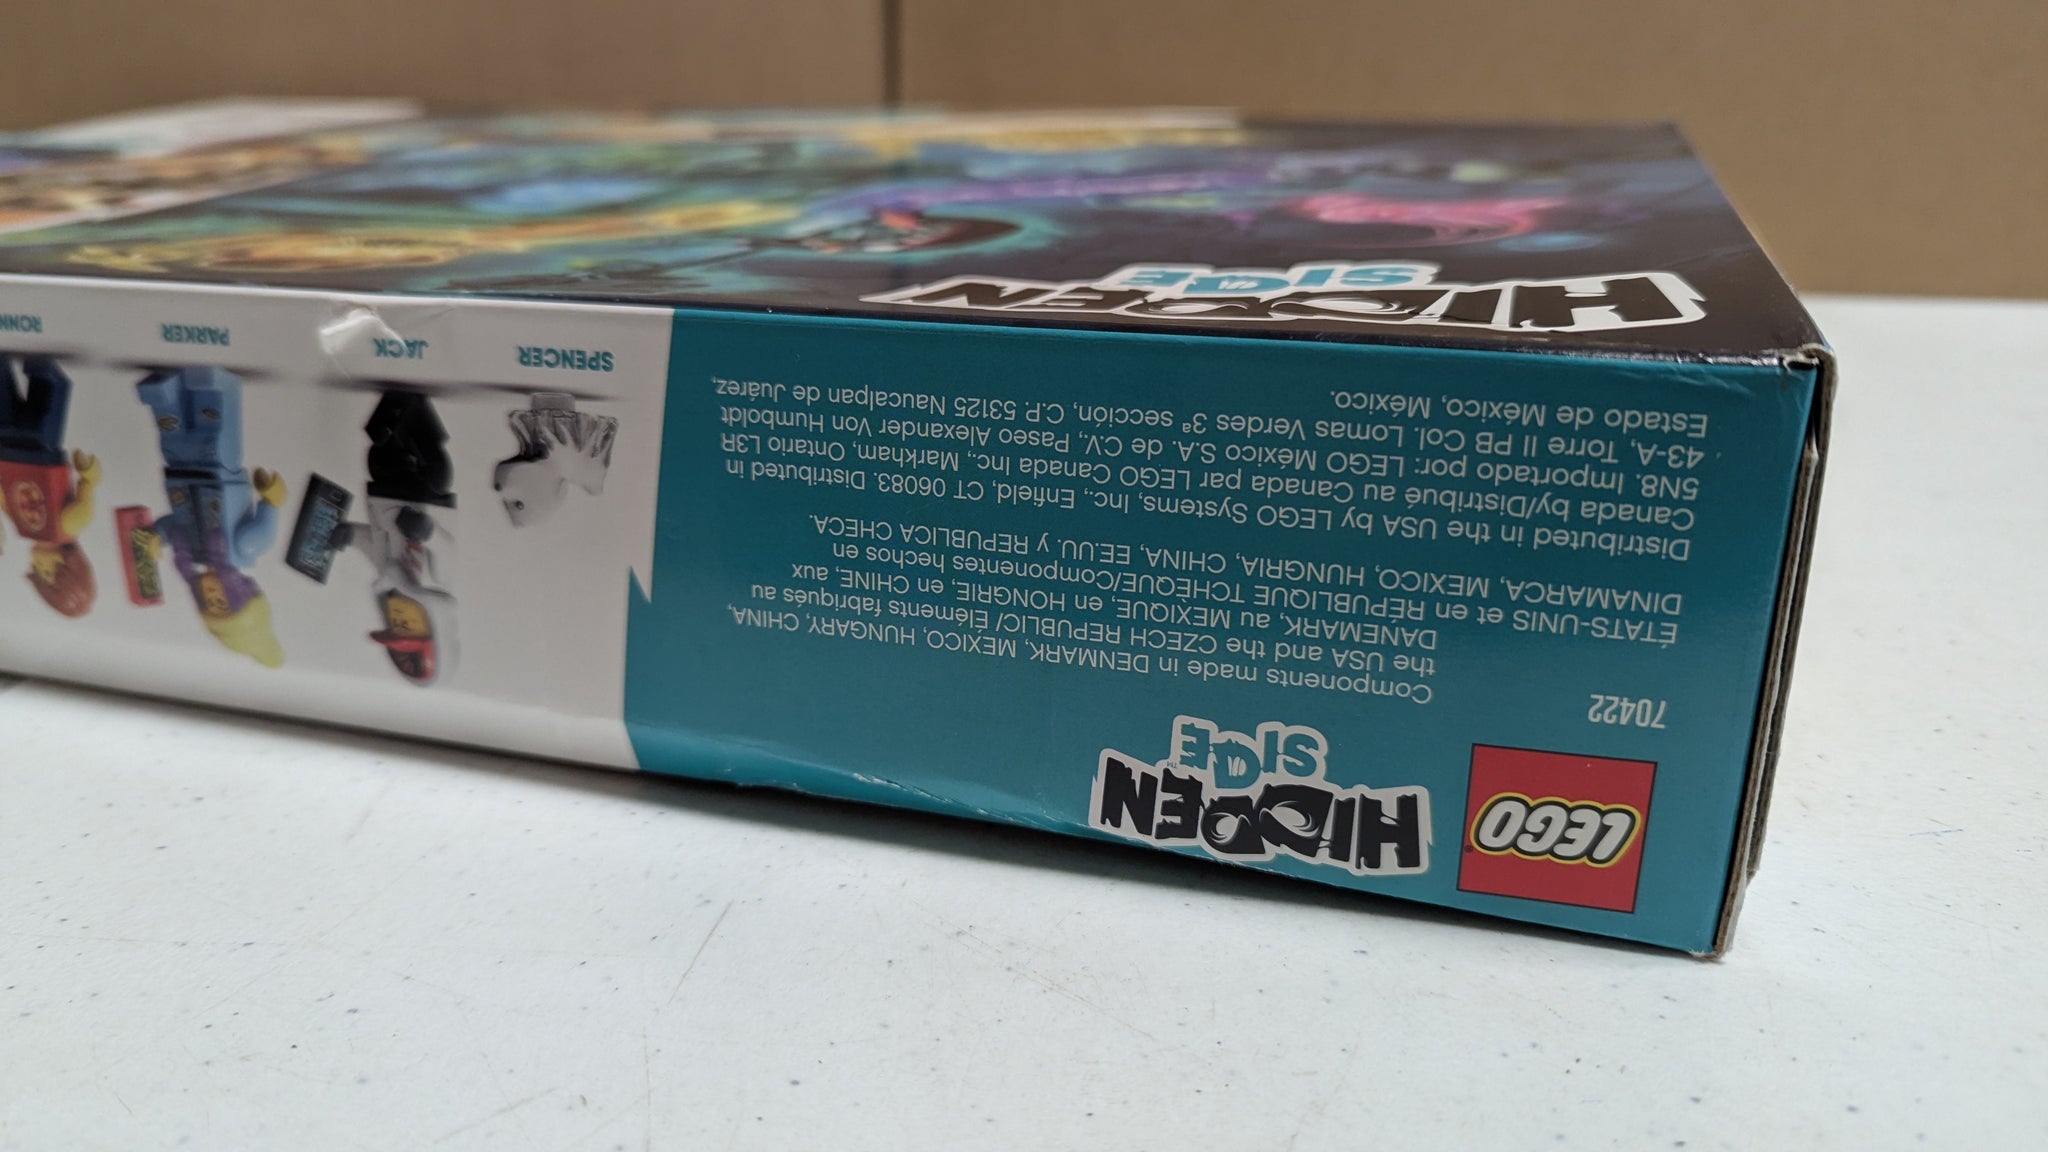 LEGO
HIDDEN
SIDE™
70422
Components made in DENMARK, MEXICO, HUNGARY, CHINA,
the USA and the CZECH REPUBLIC/ Éléments fabriqués au
DANEMARK, au MEXIQUE, en HONGRIE, en CHINE, aux
ÉTATS-UNIS et en RÉPUBLIQUE TCHÈQUE/Componentes hechos en
DINAMARCA, MEXICO, HUNGRIA, CHINA, EE.UU. y REPUBLICA CHECA.
Distributed in the USA by LEGO Systems, Inc., Enfield, CT 06083. Distributed in
Canada by/Distribué au Canada par LEGO Canada Inc., Markham, Ontario L3R
5N8. Importado por: LEGO México S.A. de C.V., Paseo Alexander Von Humboldt
43-A, Torre II PB Col. Lomas Verdes 3ª sección, C.P. 53125 Naucalpan de Juárez,
Estado de México, México.
SPENCER
JACK
PARKER
HIDDEN
SIDE